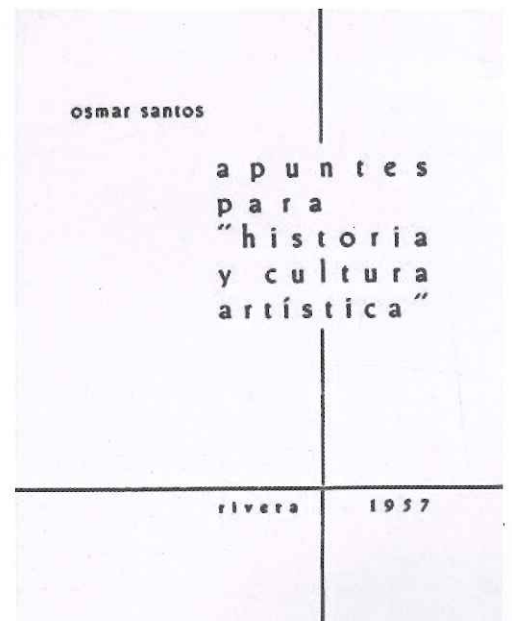 osmar santos
apuntes
para
"historia
y cultura
artística"
rivera 1957